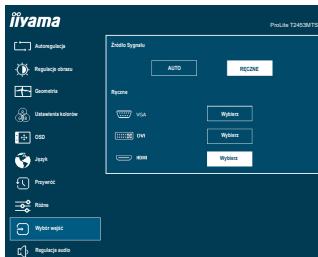 iiyama
ProLite T2453MTS
Autoregulacja
Regulacja obrazu
Geometria
Ustawienia kolorów
OSD
Język
Przywróć
Różne
Wybór wejść
Regulacje audio
Źródło Sygnału
AUTO
RĘCZNE
Ręczne
VGA
Wybierz
DVI
Wybierz
HDMI
Wybierz